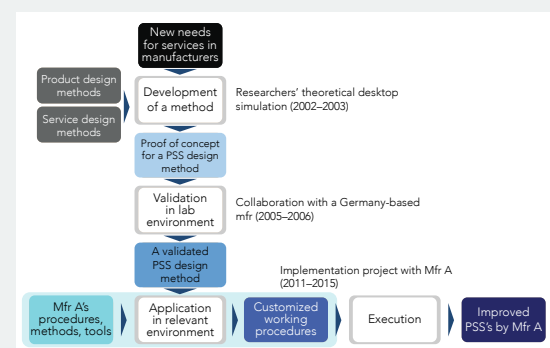 New needs
for services in
manufacturers
Product design
methods
Service design
methods
Development
of a method
Researchers' theoretical desktop
simulation (2002–2003)
Proof of concept
for a PSS design
method
Validation
in lab
environment
Collaboration with a Germany-based
mfr (2005–2006)
A validated
PSS design
method
Implementation project with Mfr A
(2011–2015)
Mfr A's
procedures,
methods, tools
Application
in relevant
environment
Customized
working
procedures
Execution
Improved
PSS's by Mfr A